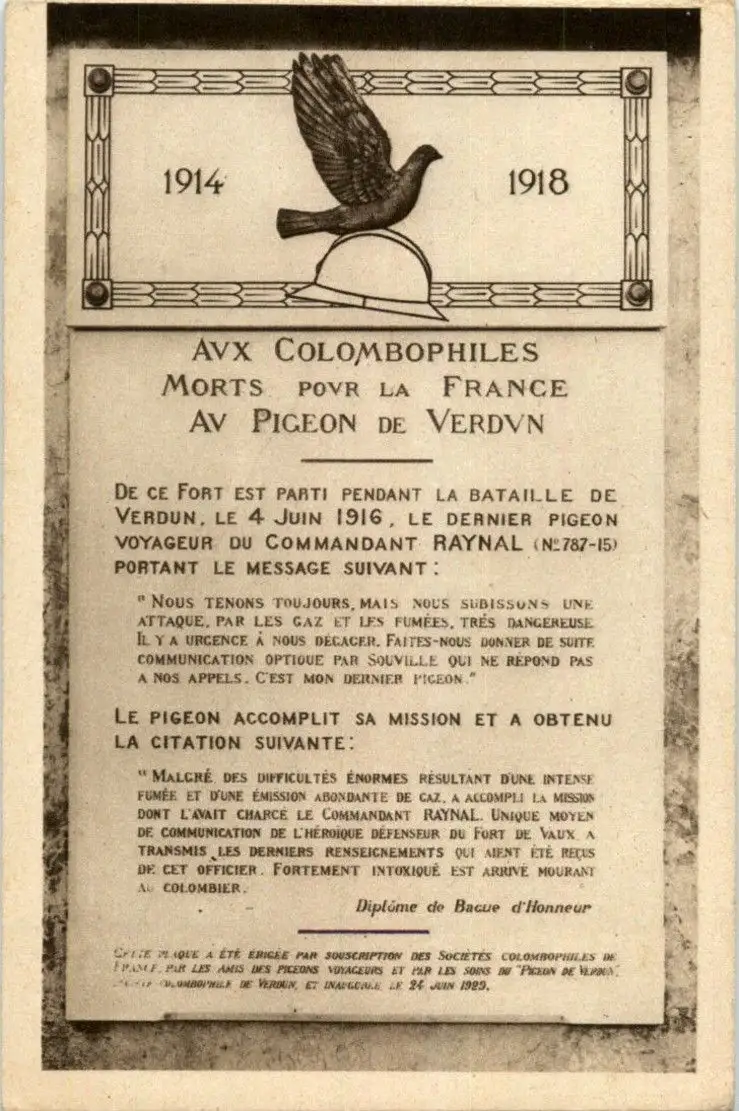 1914 1918
AVX COLOMBOPHILES
MORTS POVR LA FRANCE
AV PIGEON DE VERDVN
DE CE FORT EST PARTI PENDANT LA BATAILLE DE
VERDUN, LE 4 JUIN 1916, LE DERNIER PIGEON
VOYAGEUR DU COMMANDANT RAYNAL (Nº 787-15)
PORTANT LE MESSAGE SUIVANT :
" NOUS TENONS TOUJOURS, MAIS NOUS SUBISSONS UNE
ATTAQUE, PAR LES GAZ ET LES FUMÉES, TRÉS DANGEREUSE
IL Y A URGENCE À NOUS DÉGAGER. FAITES-NOUS DONNER DE SUITE
COMMUNICATION OPTIQUE PAR SOUVILLE QUI NE RÉPOND PAS
A NOS APPELS. C'EST MON DERNIER PIGEON."
LE PIGEON ACCOMPLIT SA MISSION ET A OBTENU
LA CITATION SUIVANTE :
" MALGRÉ DES DIFFICULTÉS ÉNORMES RÉSULTANT D'UNE INTENSE
FUMÉE ET D'UNE ÉMISSION ABONDANTE DE GAZ, A ACCOMPLI LA MISSION
DONT L'AVAIT CHARGÉ LE COMMANDANT RAYNAL. UNIQUE MOYEN
DE COMMUNICATION DE L'HÉROÏQUE DÉFENSEUR DU FORT DE VAUX A
TRANSMIS LES DERNIERS RENSEIGNEMENTS QUI AIENT ÉTÉ REÇUS
DE CET OFFICIER. FORTEMENT INTOXIQUÉ EST ARRIVÉ MOURANT
AU COLOMBIER.
Diplôme de Bague d'Honneur
CETTE PLAQUE A ÉTÉ ÉRIGÉE PAR SOUSCRIPTION DES SOCIÉTÉS COLOMBOPHILES DE
FRANCE, PAR LES AMIS DES PIGEONS VOYAGEURS ET PAR LES SOINS DU "PIGEON DE VERDUN",
COLOMBOPHILE DE VERDUN, ET INAUGURÉE LE 24 JUIN 1929.